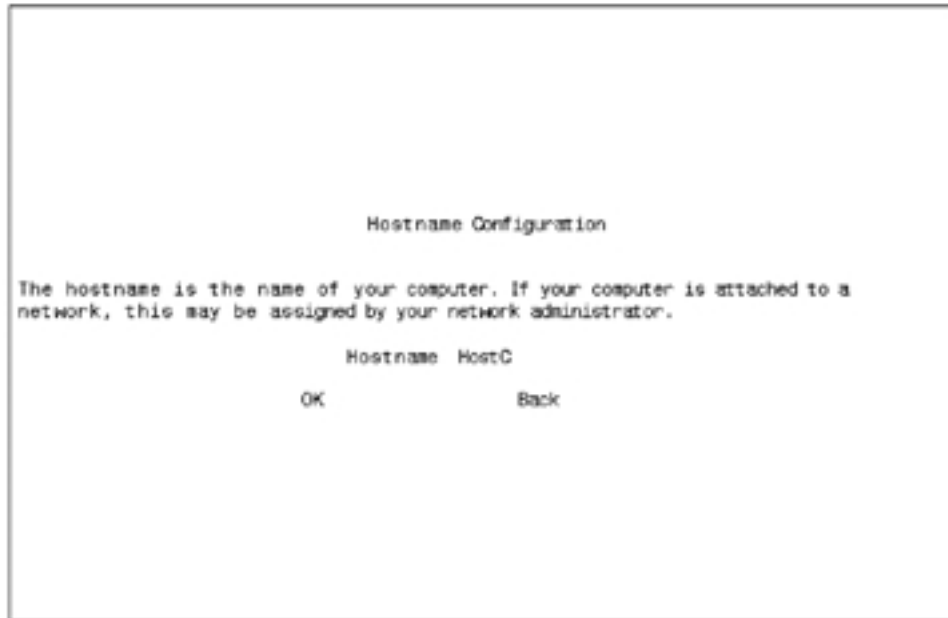 Hostname Configuration
The hostname is the name of your computer. If your computer is attached to a
network, this may be assigned by your network administrator.
Hostname HostC
OK Back